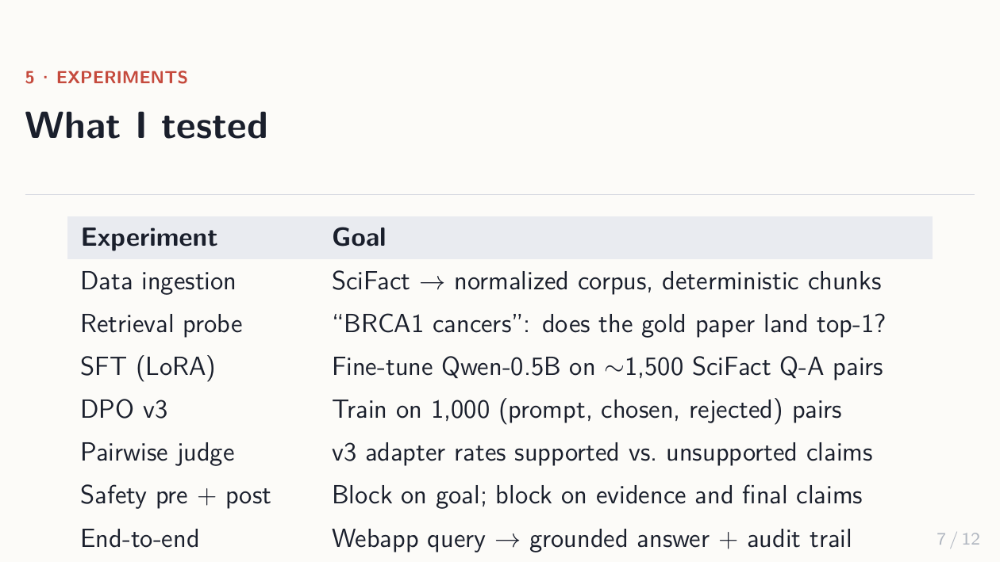 5 · EXPERIMENTS
What I tested
Experiment Goal
Data ingestion SciFact → normalized corpus, deterministic chunks
Retrieval probe “BRCA1 cancers”: does the gold paper land top-1?
SFT (LoRA) Fine-tune Qwen-0.5B on ∼1,500 SciFact Q-A pairs
DPO v3 Train on 1,000 (prompt, chosen, rejected) pairs
Pairwise judge v3 adapter rates supported vs. unsupported claims
Safety pre + post Block on goal; block on evidence and final claims
End-to-end Webapp query → grounded answer + audit trail
7 / 12